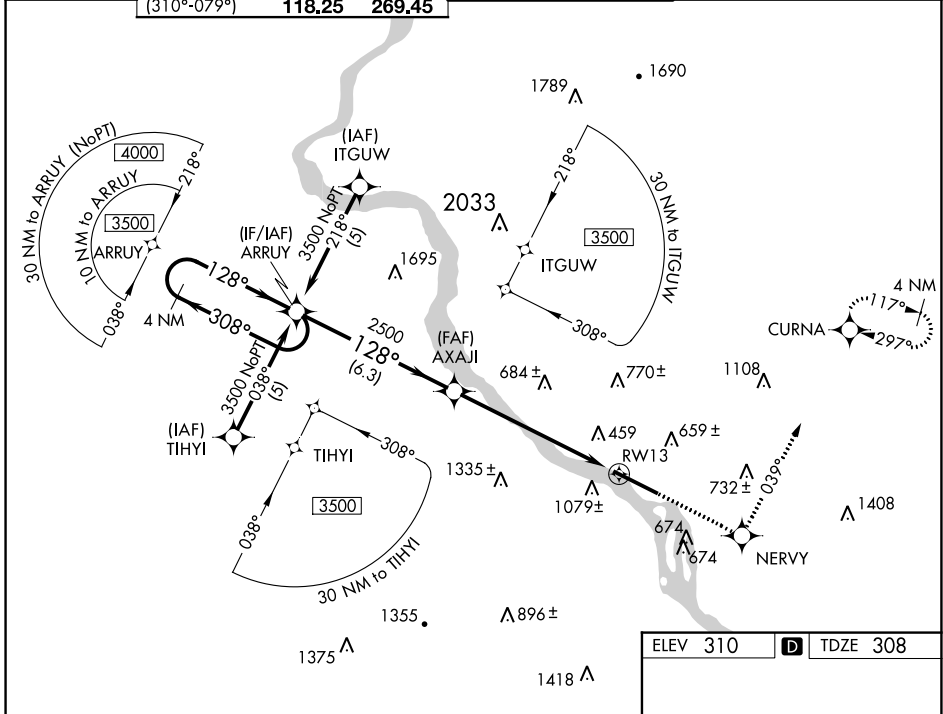 (310°-079°) 118.25 269.45
1789
1690
(IAF)
ITGUW
30 NM to ARRUY (NoPT)
4000
218°
10 NM to ARRUY
3500
ARRUY
038°
(IF/IAF)
ARRUY
3500 NoPT
218°
(5)
1695
2033
218°
3500
ITGUW
30 NM to ITGUW
308°
4 NM
117°
297°
CURNA
128°
4 NM
308°
2500
128°
(6.3)
(FAF)
AXAJI
3500 NoPT
038°
(5)
(IAF)
TIHYI
684 ±
770 ±
1108
308°
TIHYI
3500
038°
30 NM to TIHYI
459
659 ±
RW13
1335 ±
1079±
732 ±
039°
674
674
1408
NERVY
1355
896 ±
1375
1418
ELEV 310 D TDZE 308